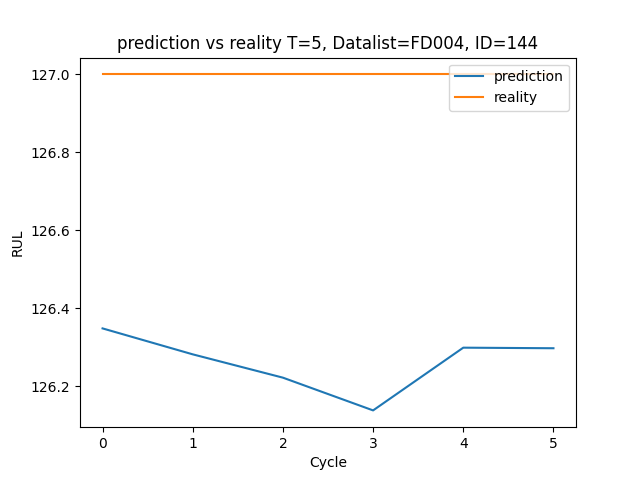 prediction vs reality T=5, Datalist=FD004, ID=144
127.0
126.8
126.6
126.4
126.2
RUL
prediction
reality
0 1 2 3 4 5
Cycle